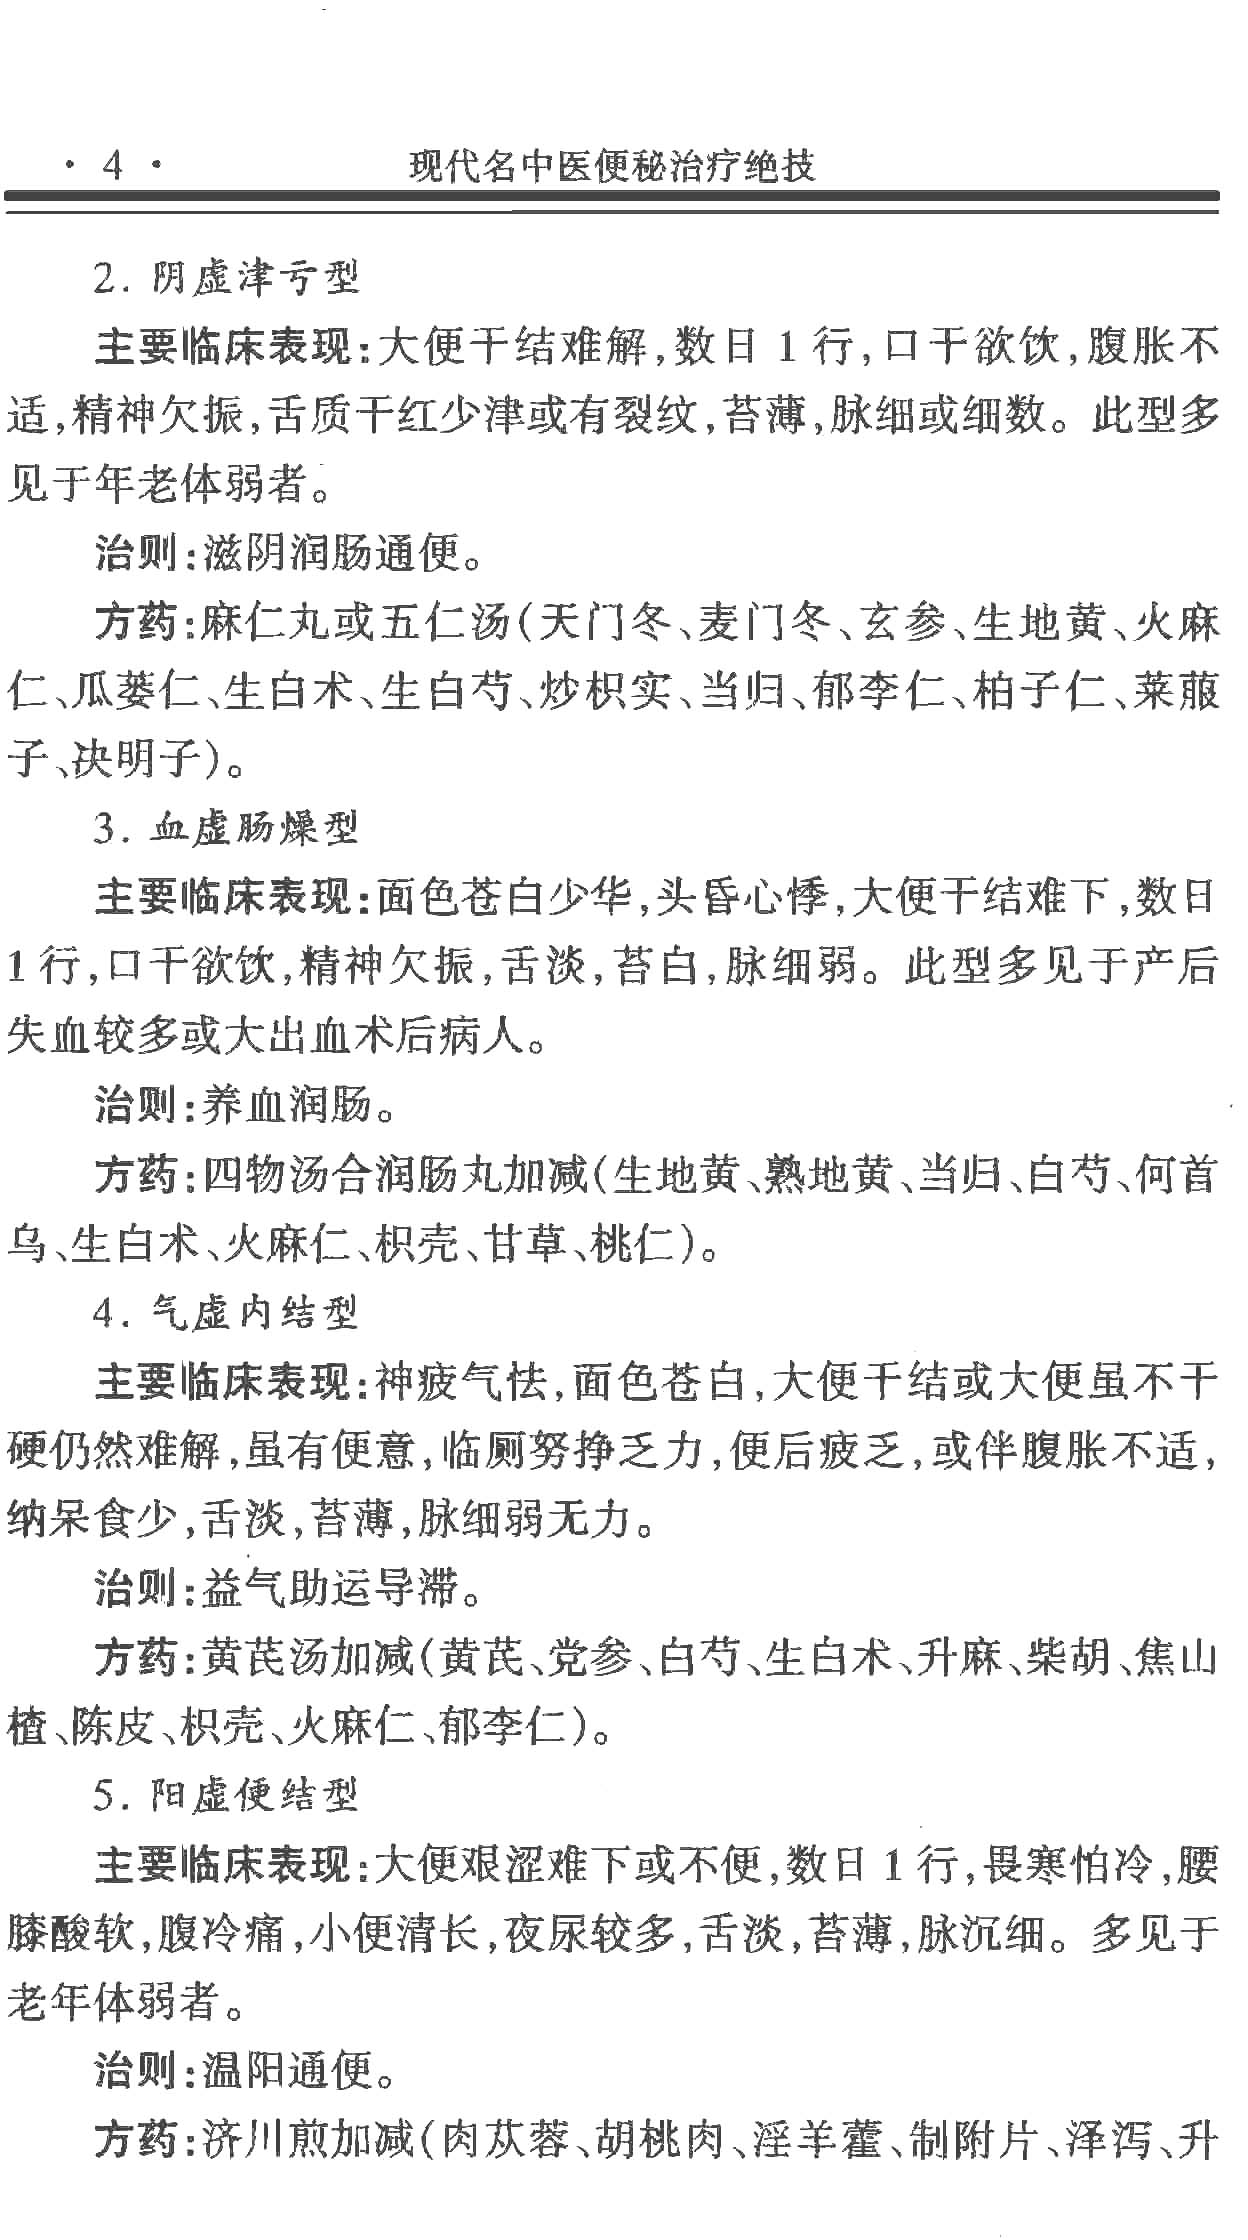 · 4 · 现代名中医便秘治疗绝技
2. 阴虚津亏型
主要临床表现:大便干结难解,数日 1 行,口干欲饮,腹胀不
适,精神欠振,舌质干红少津或有裂纹,苔薄,脉细或细数。此型多
见于年老体弱者。
治则:滋阴润肠通便。
方药:麻仁丸或五仁汤(天门冬、麦门冬、玄参、生地黄、火麻
仁、瓜蒌仁、生白术、生白芍、炒枳实、当归、郁李仁、柏子仁、莱菔
子、决明子)。
3. 血虚肠燥型
主要临床表现:面色苍白少华,头昏心悸,大便干结难下,数日
1 行,口干欲饮,精神欠振,舌淡,苔白,脉细弱。此型多见于产后
失血较多或大出血术后病人。
治则:养血润肠。
方药:四物汤合润肠丸加减(生地黄、熟地黄、当归、白芍、何首
乌、生白术、火麻仁、枳壳、甘草、桃仁)。
4. 气虚内结型
主要临床表现:神疲气怯,面色苍白,大便干结或大便虽不干
硬仍然难解,虽有便意,临厕努挣乏力,便后疲乏,或伴腹胀不适,
纳呆食少,舌淡,苔薄,脉细弱无力。
治则:益气助运导滞。
方药:黄芪汤加减(黄芪、党参、白芍、生白术、升麻、柴胡、焦山
楂、陈皮、枳壳、火麻仁、郁李仁)。
5. 阳虚便结型
主要临床表现:大便艰涩难下或不便,数日 1 行,畏寒怕冷,腰
膝酸软,腹冷痛,小便清长,夜尿较多,舌淡,苔薄,脉沉细。多见于
老年体弱者。
治则:温阳通便。
方药:济川煎加减(肉苁蓉、胡桃肉、淫羊藿、制附片、泽泻、升